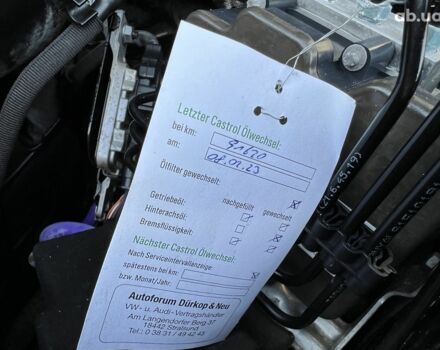 ab.ua
Letzter Castrol Ölwechsel:
bei km: 91620
am: 08.02.23
Ölfilter gewechselt:
nachgefüllt gewechselt
Getriebeöl:
Hinterachsöl:
Bremsflüssigkeit:
Nächster Castrol Ölwechsel:
Nach Serviceintervallanzeige:
spätestens bei km:
bzw. Monat/Jahr:
Autoforum Dürkop & Neu
VW- u. Audi-Vertragshändler
Am Langendorfer Berg 37
18442 Stralsund
Tel. 0 38 31 / 49 42 43